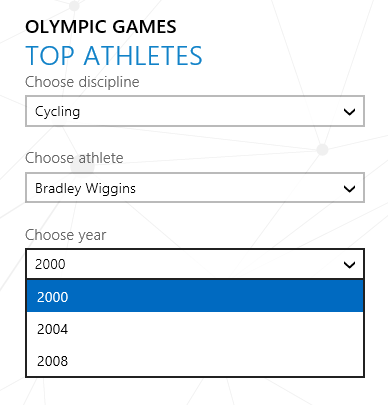 OLYMPIC GAMES
TOP ATHLETES
Choose discipline
Cycling
Choose athlete
Bradley Wiggins
Choose year
2000
2000
2004
2008